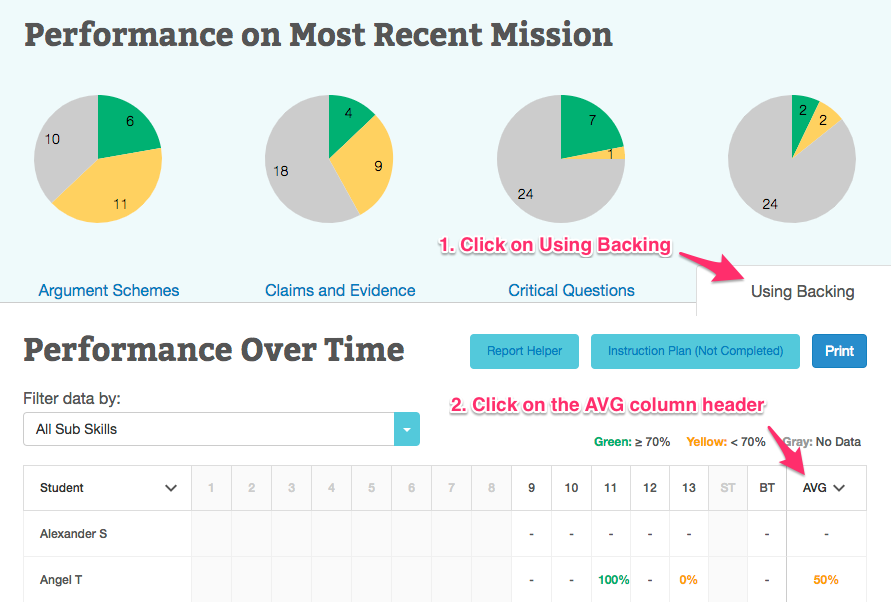 Performance on Most Recent Mission
6
10
11
4
9
18
7
1
24
2
2
24
1. Click on Using Backing
Argument Schemes Claims and Evidence Critical Questions Using Backing
Performance Over Time Report Helper Instruction Plan (Not Completed) Print
Filter data by:
2. Click on the AVG column header
All Sub Skills
Green: ≥ 70% Yellow: < 70% Gray: No Data
Student 1 2 3 4 5 6 7 8 9 10 11 12 13 ST BT AVG
Alexander S - - - - - - -
Angel T - - 100% - 0% - 50%